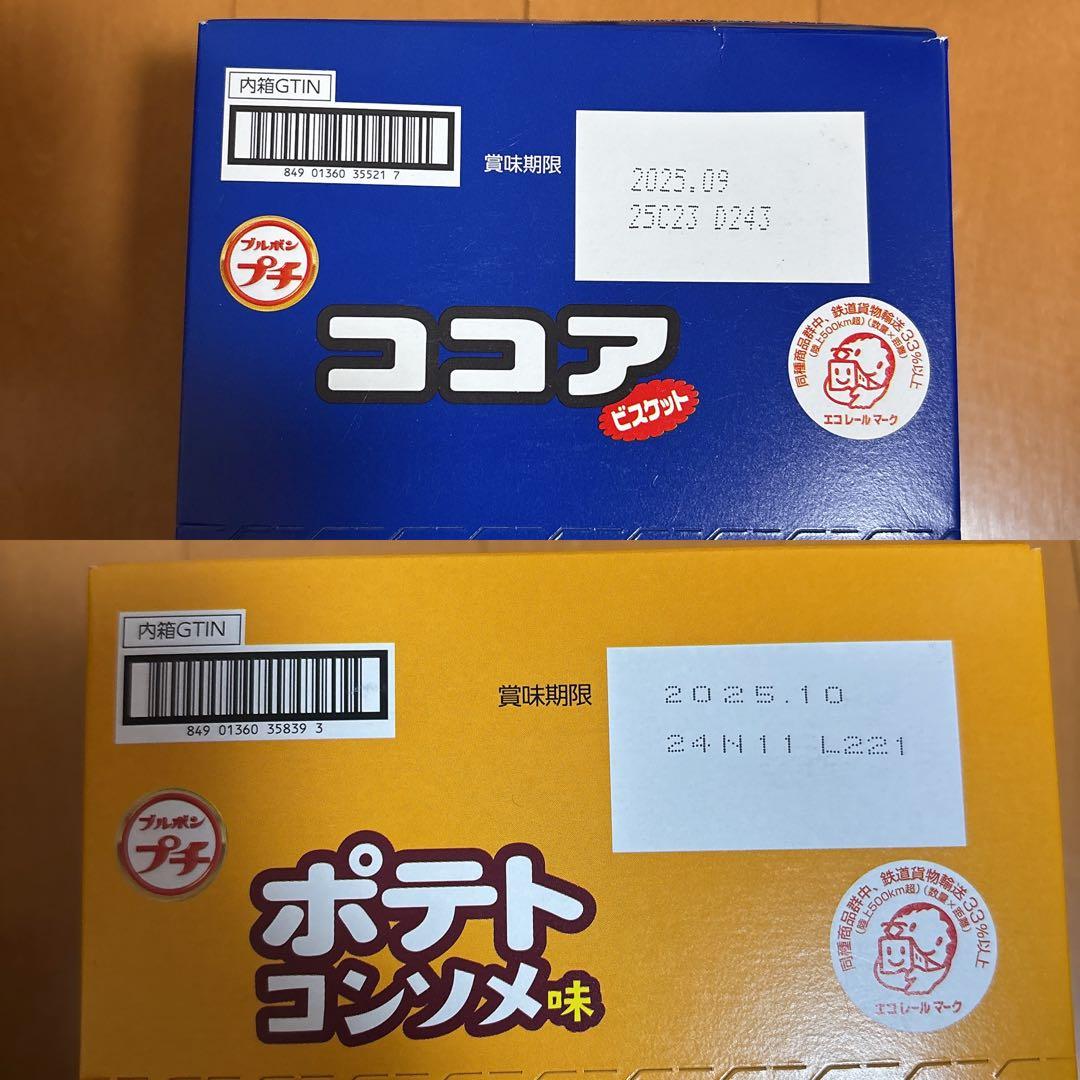 内箱GTIN
849 01360 35521 7
賞味期限
2025.09
25C23 D243
ブルボン
プチ
ココア
ビスケット
同種商品群中、鉄道貨物輸送33%以上
(陸上500km超)(数量×距離)
エコレールマーク
内箱GTIN
849 01360 35839 3
賞味期限
2025.10
24N11 L221
ブルボン
プチ
ポテト
コンソメ味
同種商品群中、鉄道貨物輸送33%以上
(陸上500km超)(数量×距離)
エコレールマーク